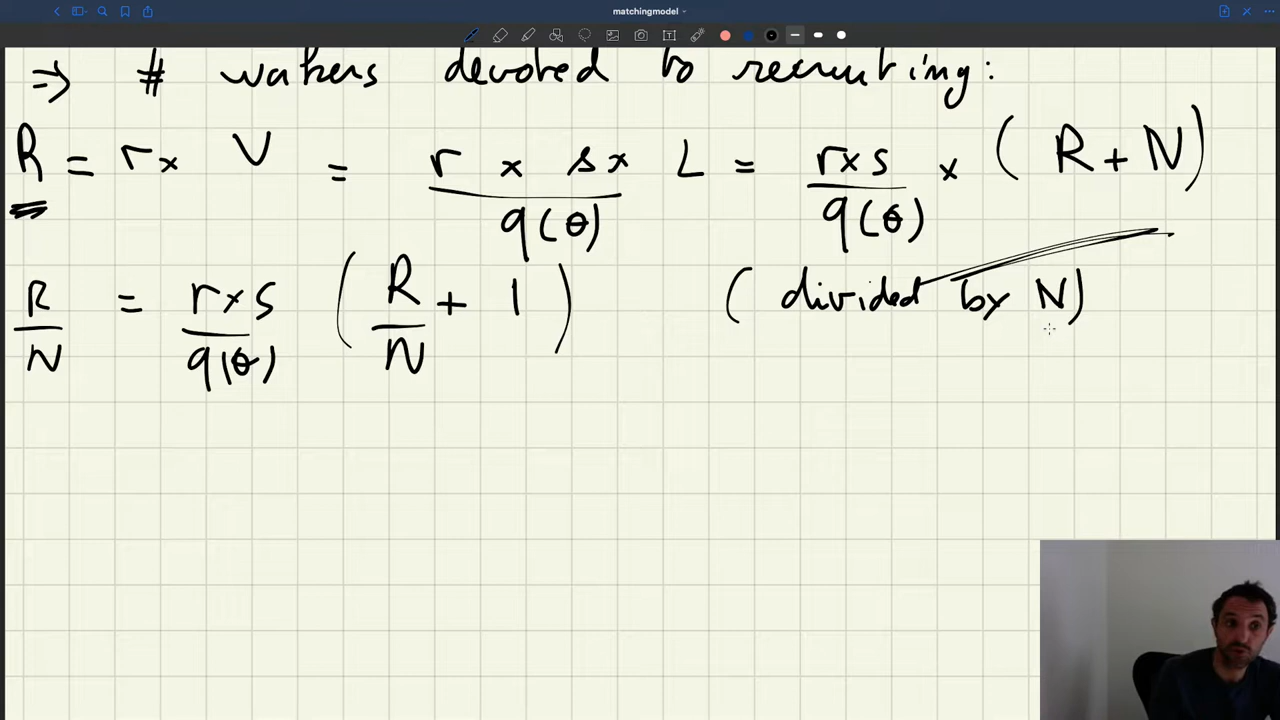 matchingmodel
⇒ # workers devoted to recruiting:
R = r x V = r x s x L / q(θ) = r x s / q(θ) x (R + N)
R/N = r x s / q(θ) (R/N + 1) (divided by N)